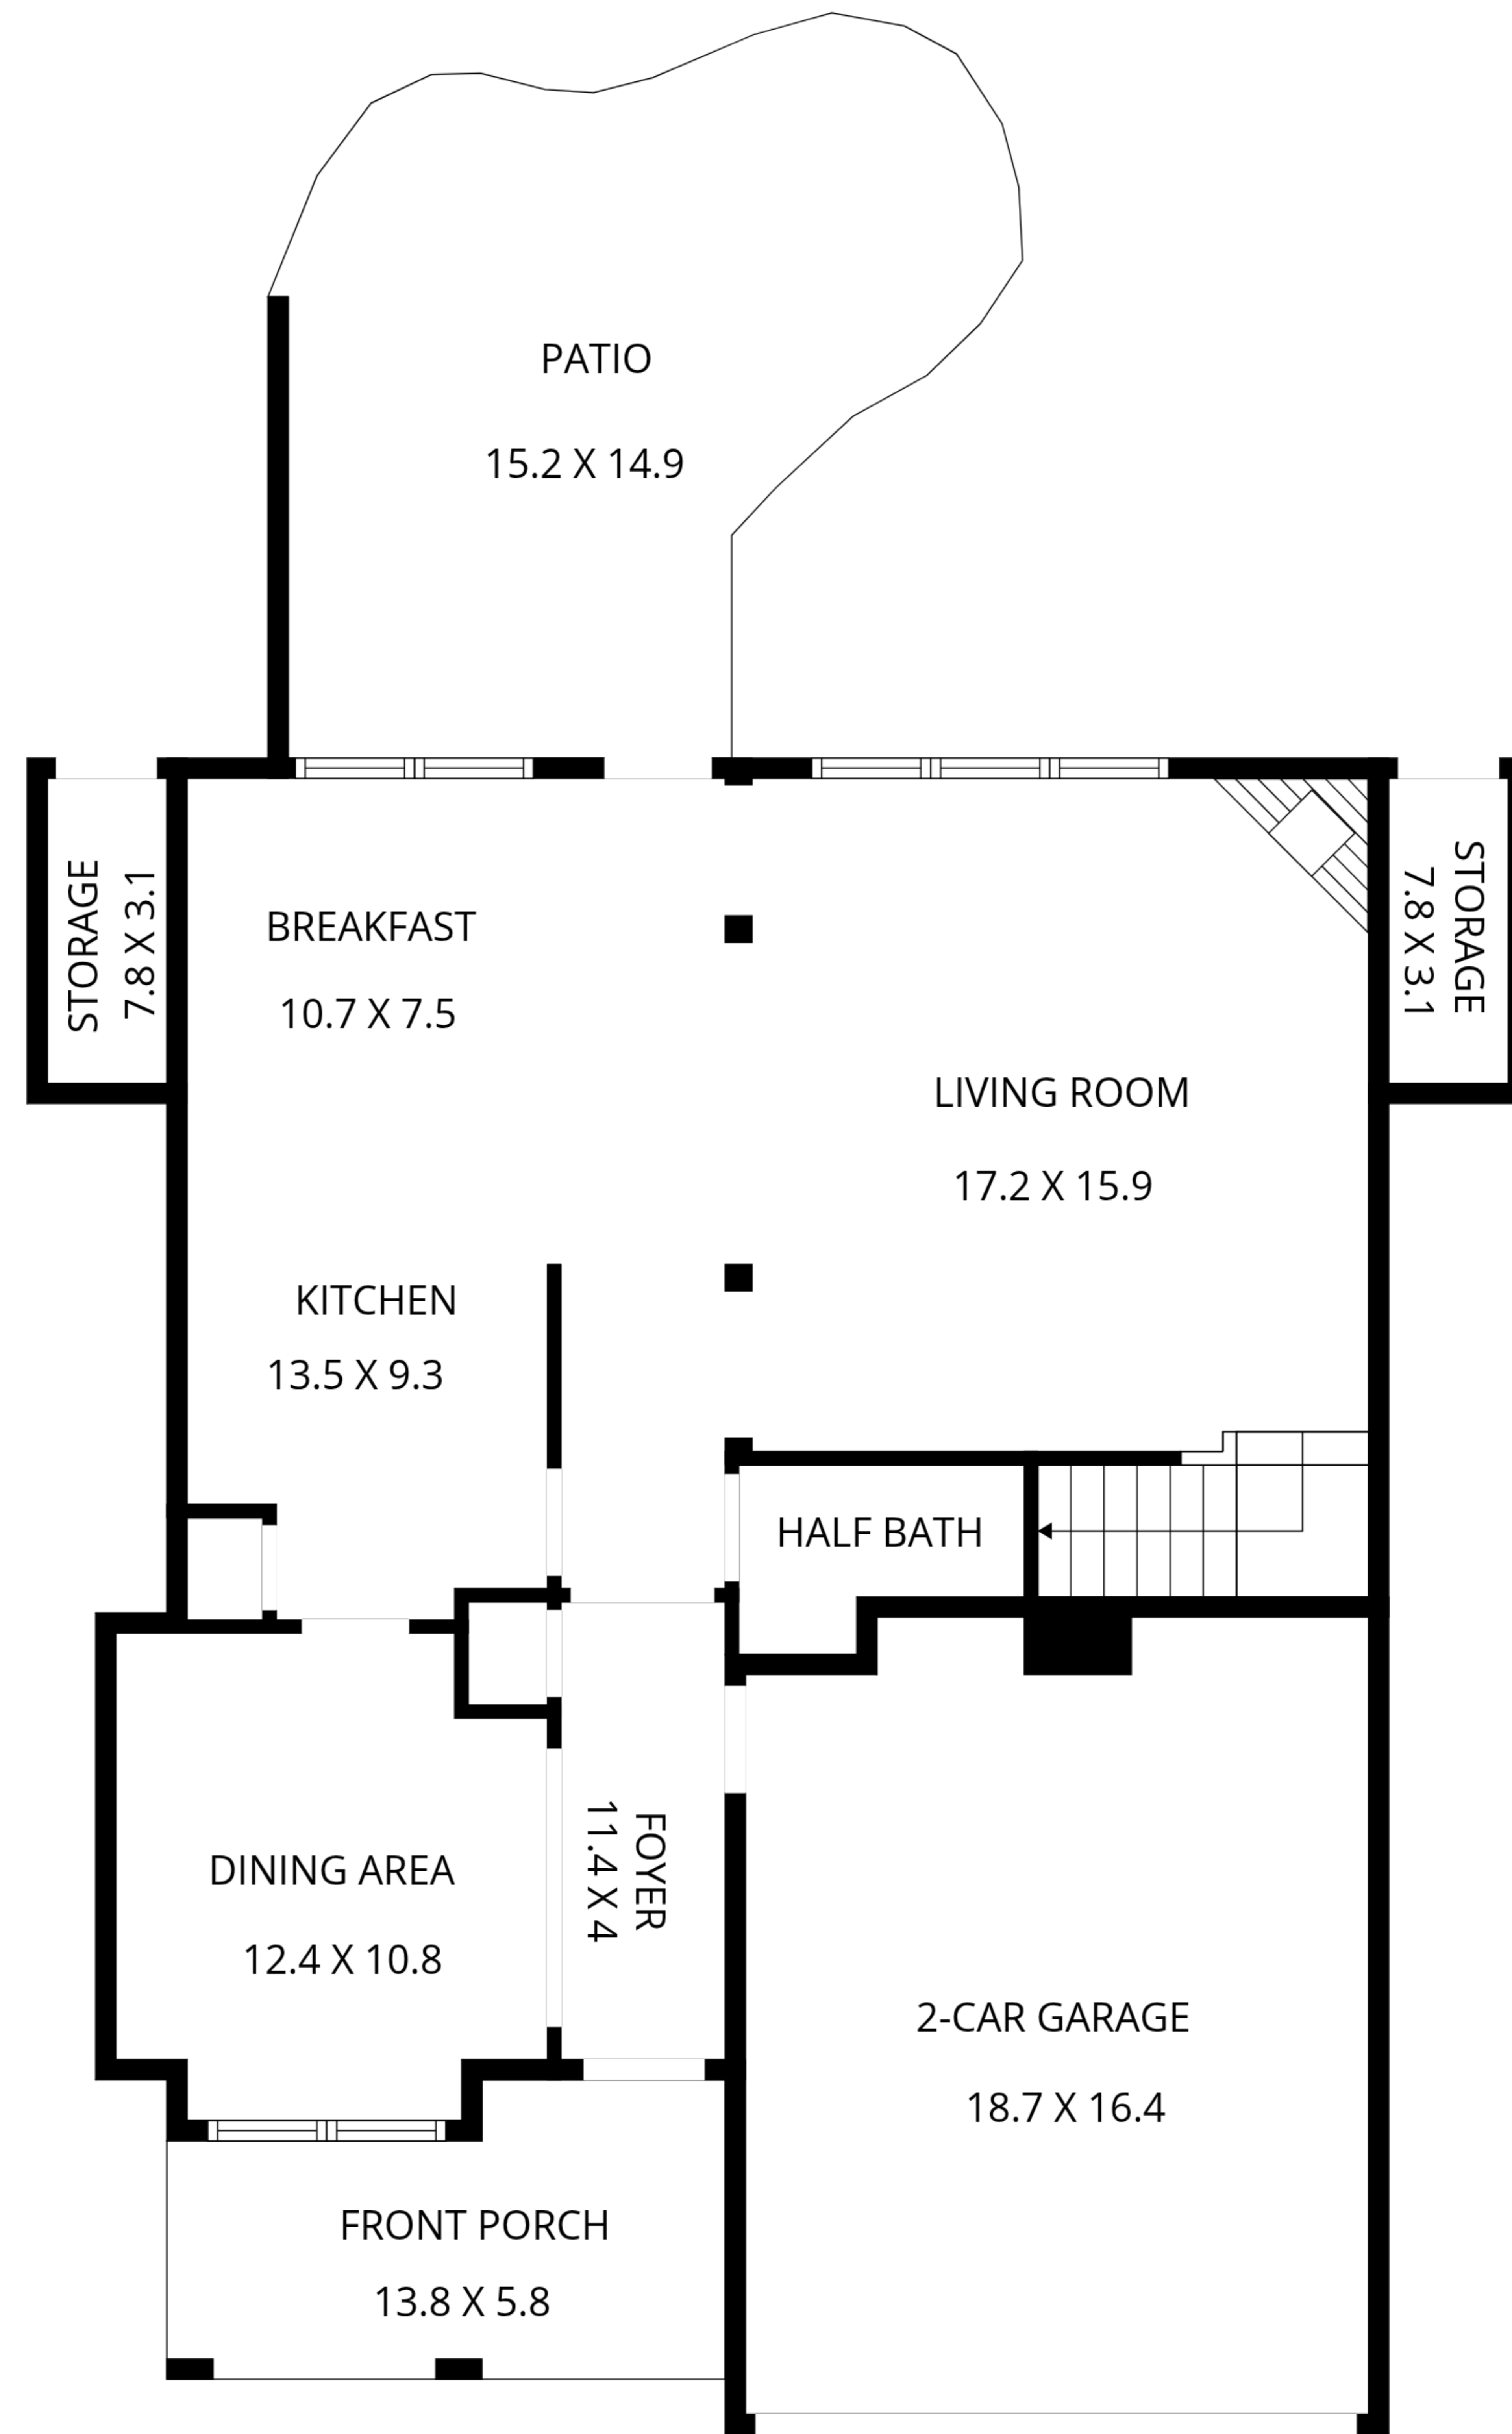 PATIO
15.2 X 14.9
STORAGE
7.8 X 3.1
BREAKFAST
10.7 X 7.5
STORAGE
7.8 X 3.1
LIVING ROOM
17.2 X 15.9
KITCHEN
13.5 X 9.3
HALF BATH
FOYER
11.4 X 4
DINING AREA
12.4 X 10.8
2-CAR GARAGE
18.7 X 16.4
FRONT PORCH
13.8 X 5.8